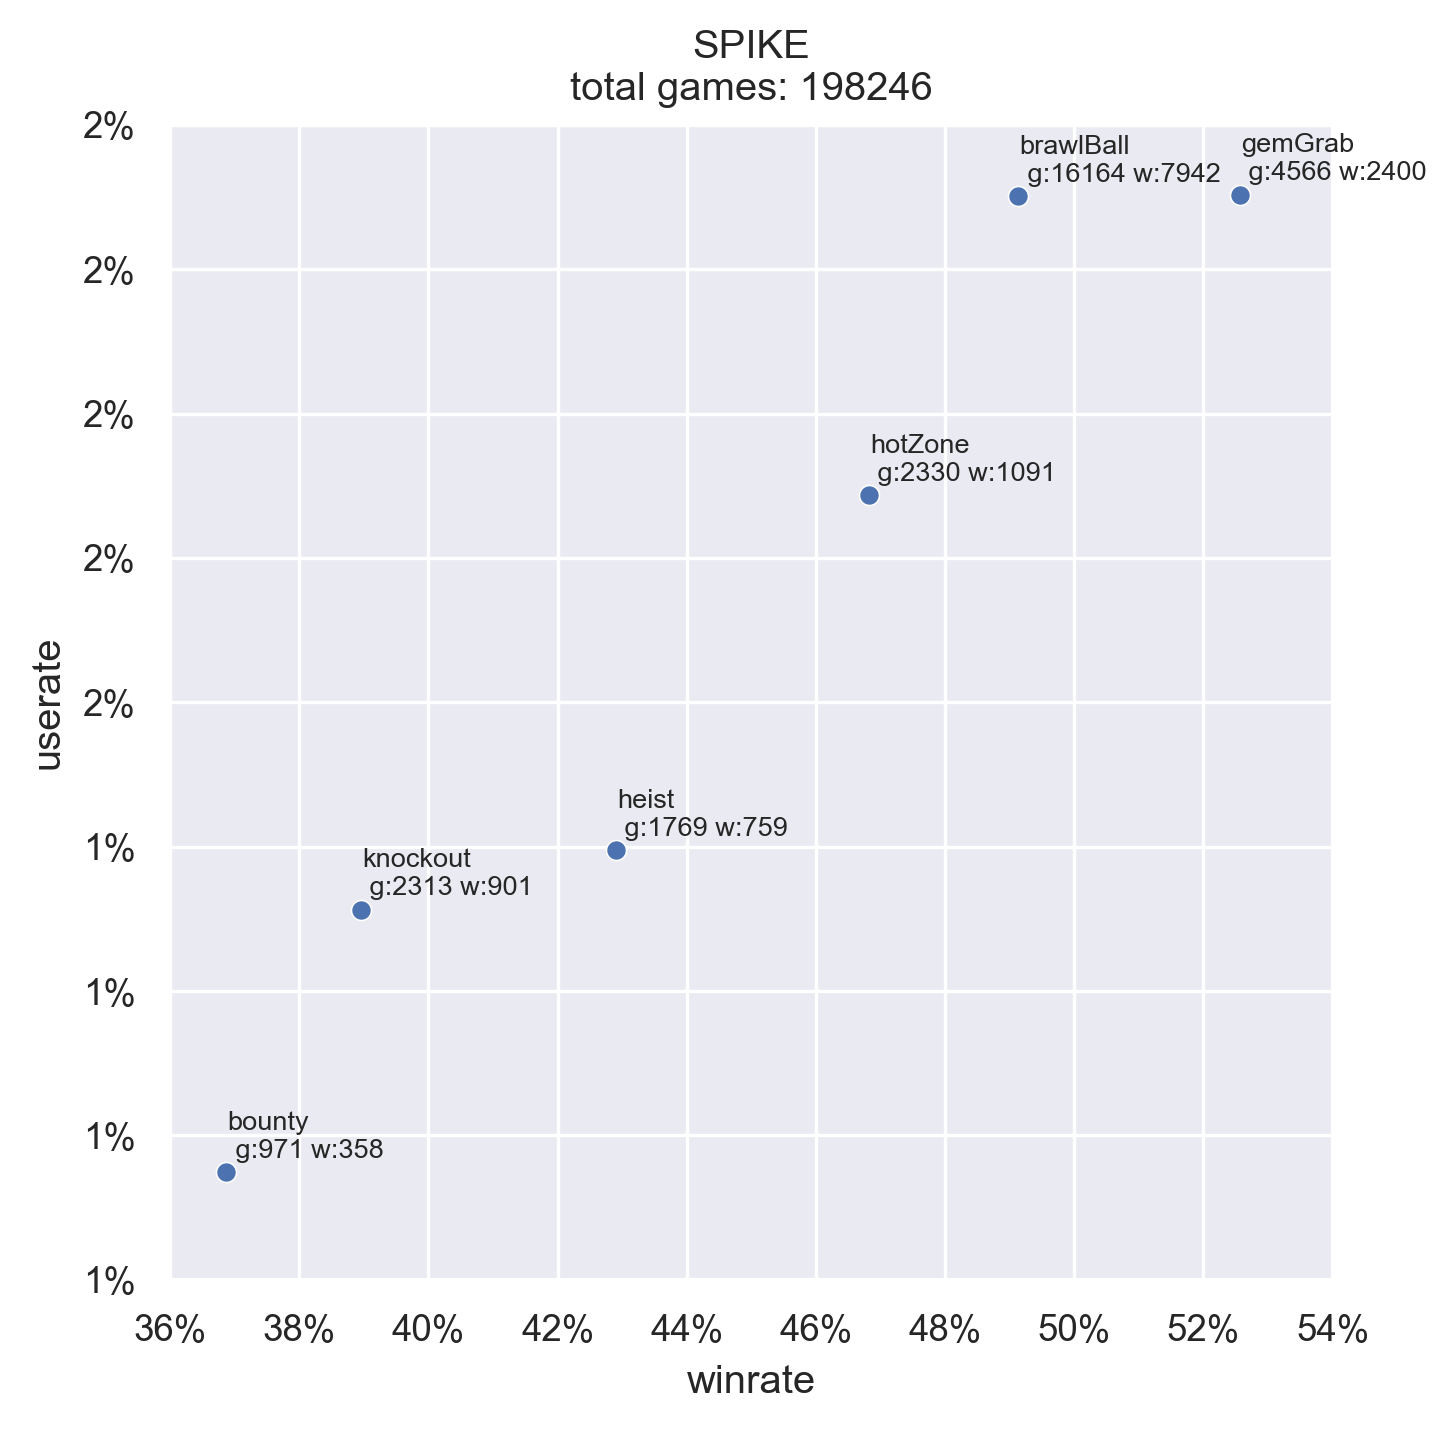 SPIKE
total games: 198246
2%
2%
2%
2%
2%
1%
1%
1%
1%
userate
brawlBall
g:16164 w:7942
gemGrab
g:4566 w:2400
hotZone
g:2330 w:1091
heist
g:1769 w:759
knockout
g:2313 w:901
bounty
g:971 w:358
36% 38% 40% 42% 44% 46% 48% 50% 52% 54%
winrate